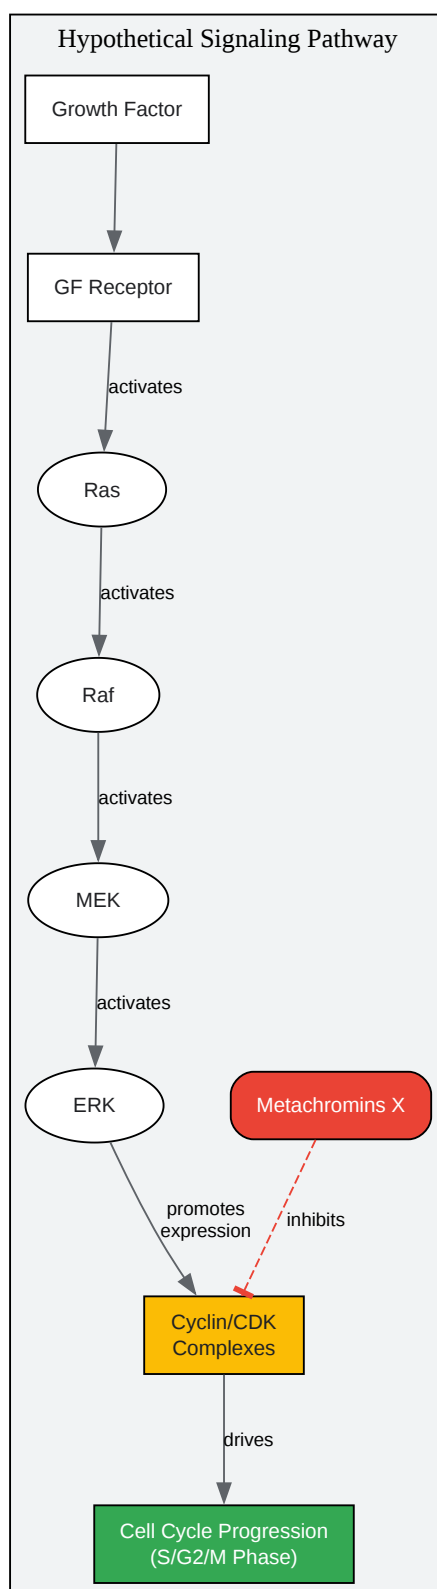 Hypothetical Signaling Pathway
Growth Factor
GF Receptor
activates
Ras
activates
Raf
activates
MEK
activates
ERK
Metachromins X
promotes
expression
inhibits
Cyclin/CDK
Complexes
drives
Cell Cycle Progression
(S/G2/M Phase)